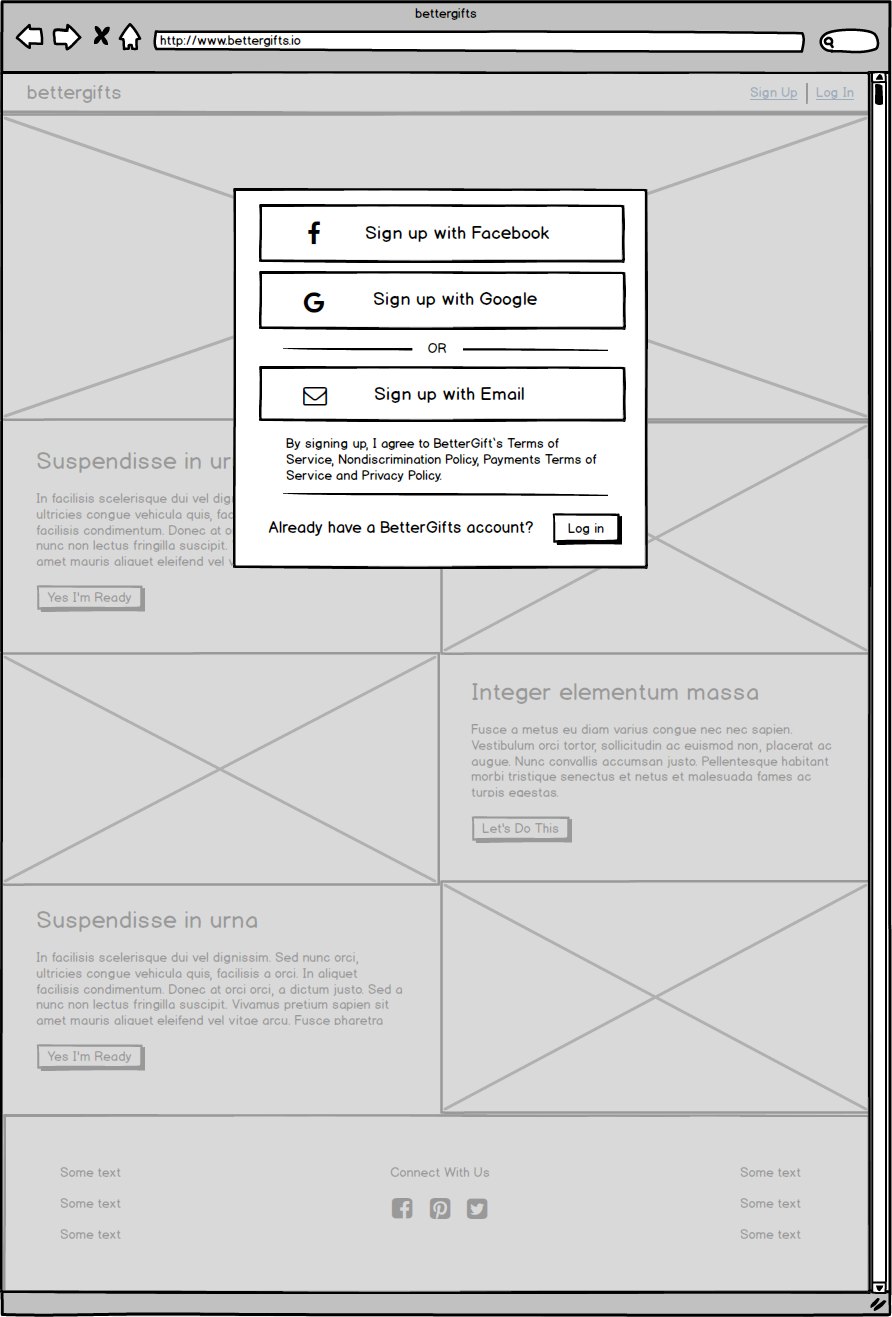 bettergifts
http://www.bettergifts.io
bettergifts
Sign Up
Log In
Sign up with Facebook
Sign up with Google
OR
Sign up with Email
By signing up, I agree to BetterGift`s Terms of
Service, Nondiscrimination Policy, Payments Terms of
Service and Privacy Policy.
Already have a BetterGifts account?
Log in
Suspendisse in
In facilisis scelerisque dui vel
ultricies congue vehicula quis,
facilisis condimentum. Donec at
nunc non lectus fringilla suscipit.
amet mauris aliquet eleifend vel
Yes I'm Ready
Integer elementum massa
Fusce a metus eu diam varius congue nec nec sapien.
Vestibulum orci tortor, sollicitudin ac euismod non, placerat ac
augue. Nunc convallis accumsan justo. Pellentesque habitant
morbi tristique senectus et netus et malesuada fames ac
turpis egestas.
Let's Do This
Suspendisse in urna
In facilisis scelerisque dui vel dignissim. Sed nunc orci,
ultricies congue vehicula quis, facilisis a orci. In aliquet
facilisis condimentum. Donec at orci orci, a dictum justo. Sed a
nunc non lectus fringilla suscipit. Vivamus pretium sapien sit
amet mauris aliquet eleifend vel vitae arcu. Fusce pharetra
Yes I'm Ready
Some text
Some text
Some text
Connect With Us
Some text
Some text
Some text